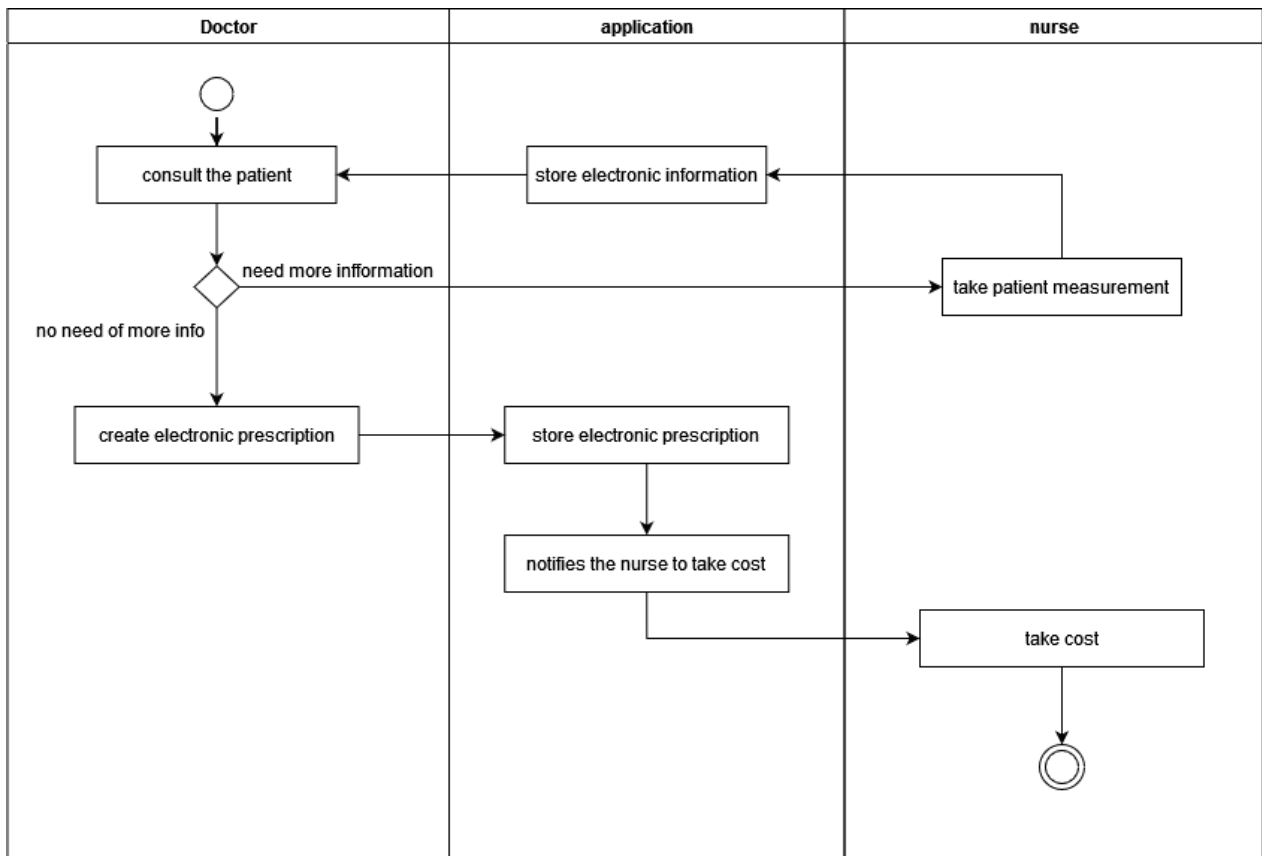 Doctor
application
nurse
consult the patient
store electronic information
need more infformation
take patient measurement
no need of more info
create electronic prescription
store electronic prescription
notifies the nurse to take cost
take cost